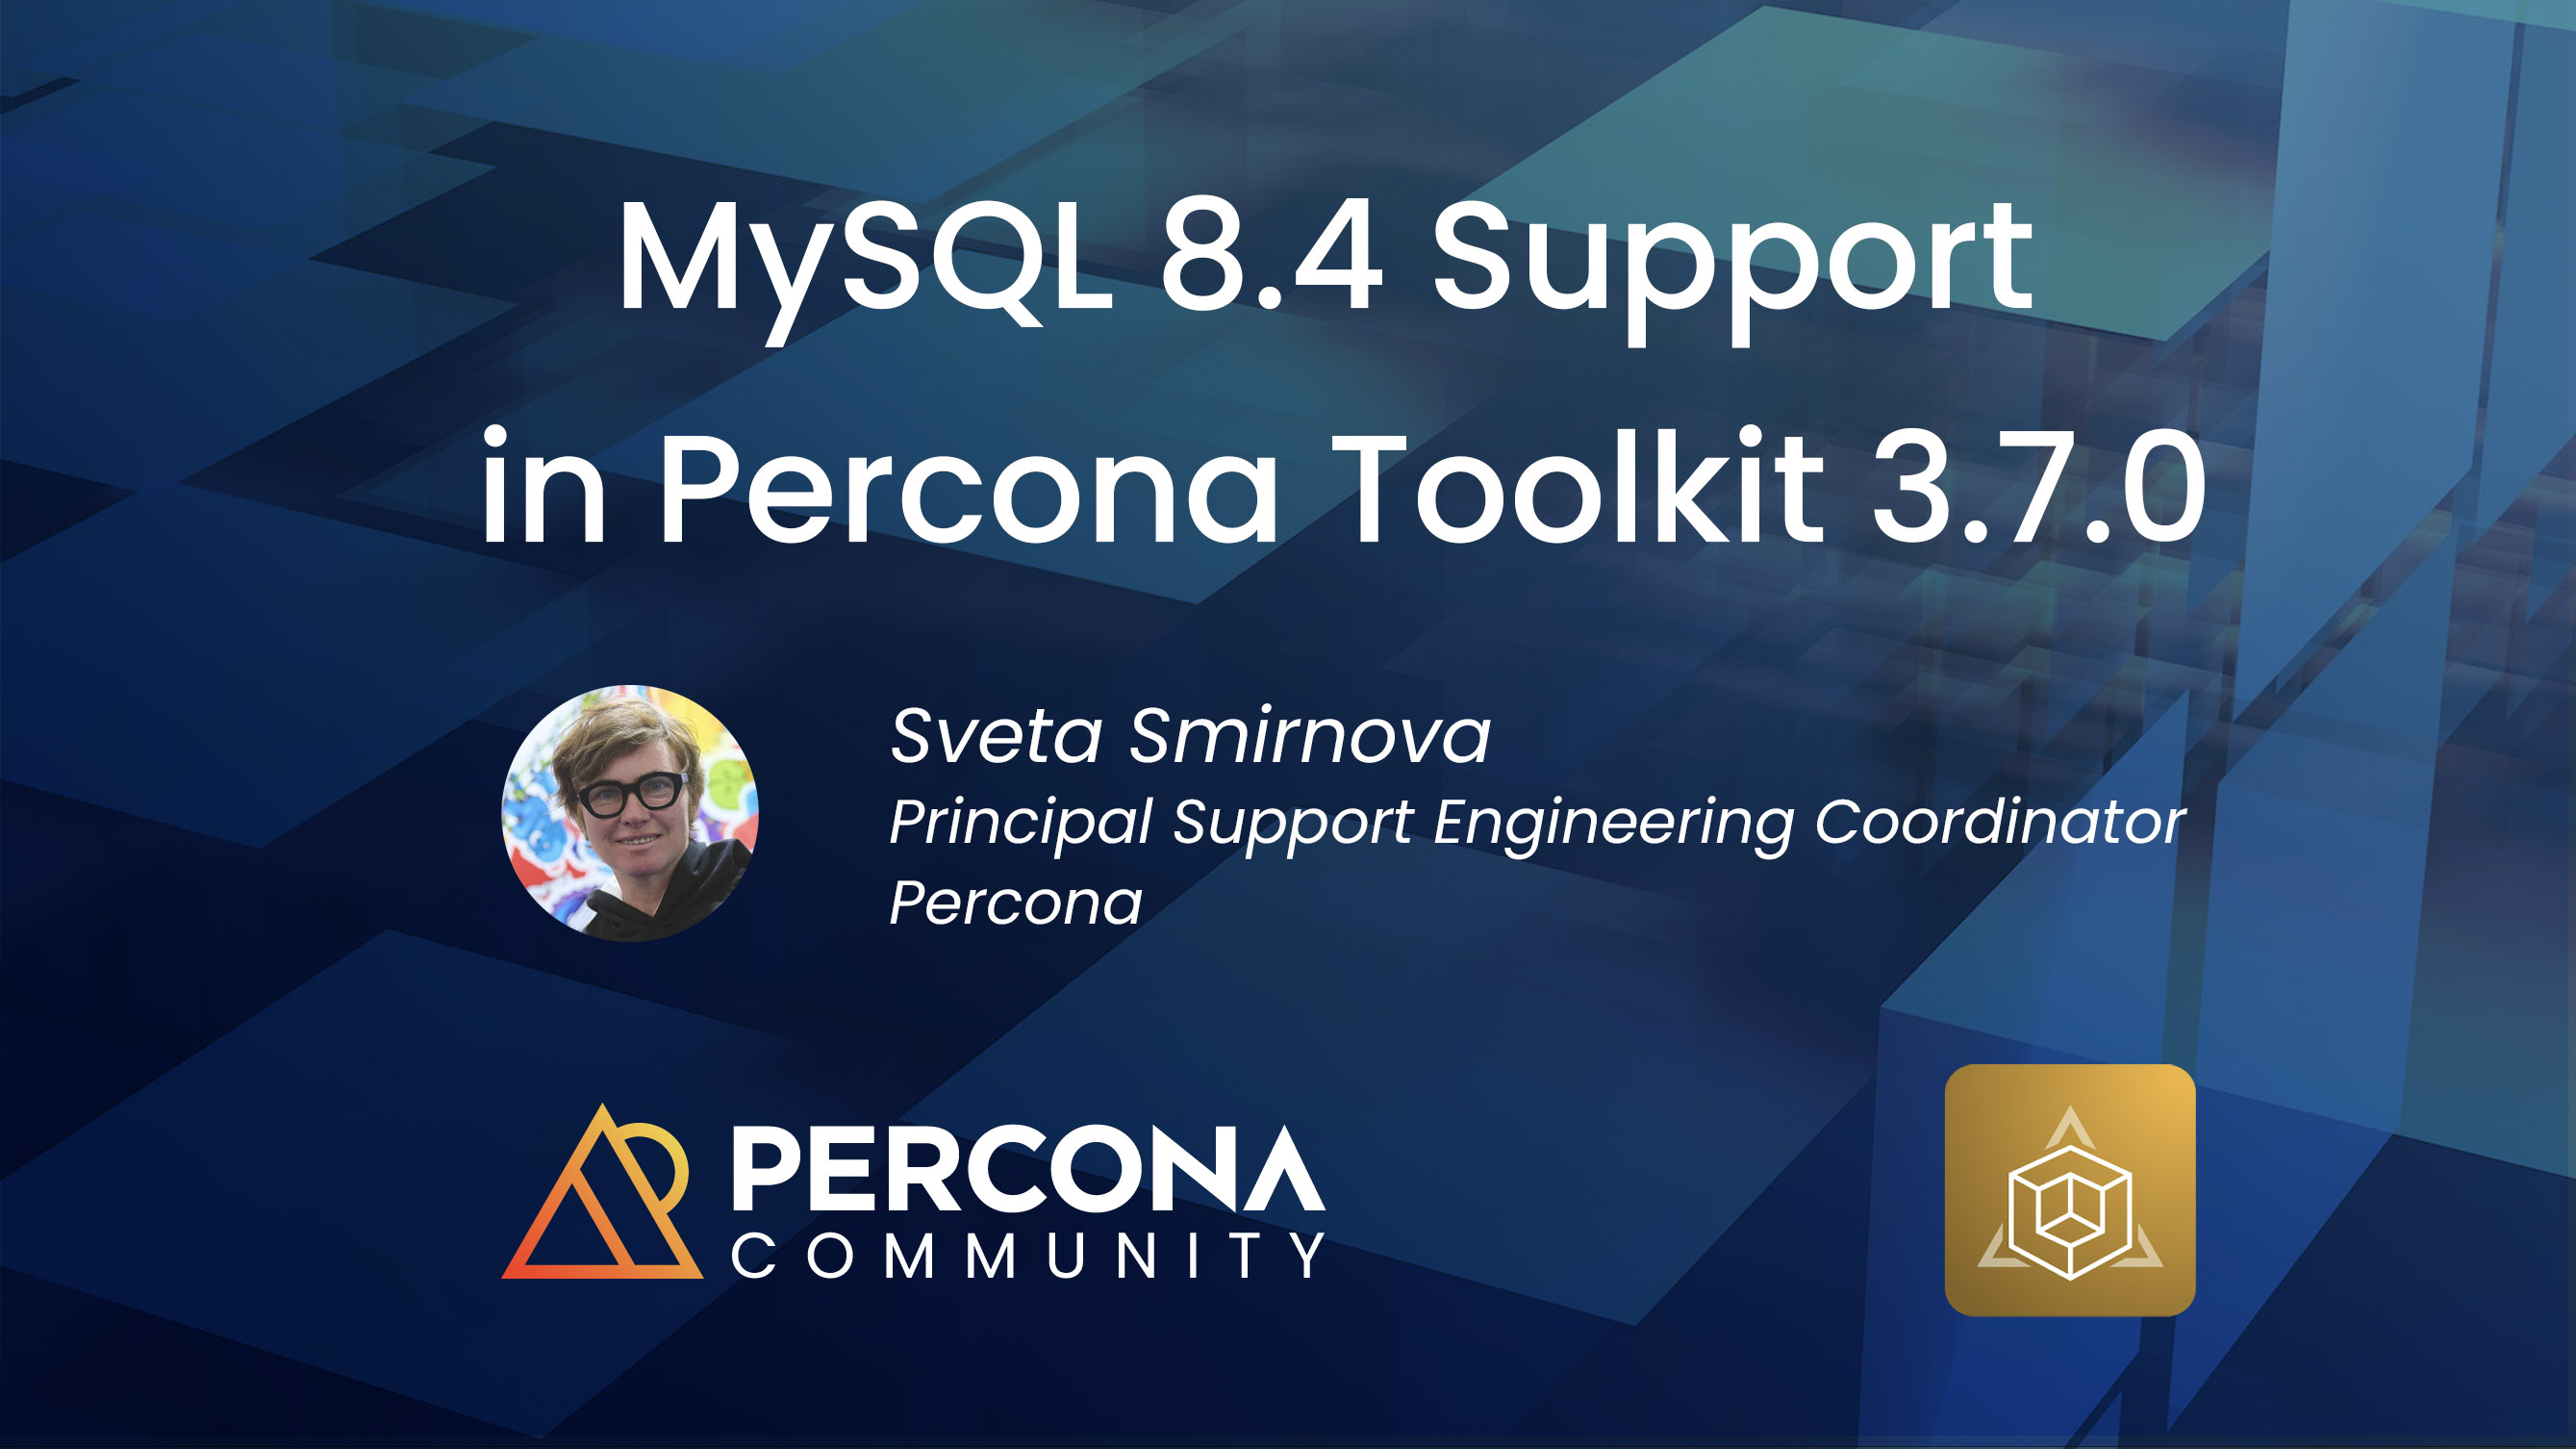 MySQL 8.4 Support
in Percona Toolkit 3.7.0
Sveta Smirnova
Principal Support Engineering Coordinator
Percona
PERCONA
COMMUNITY